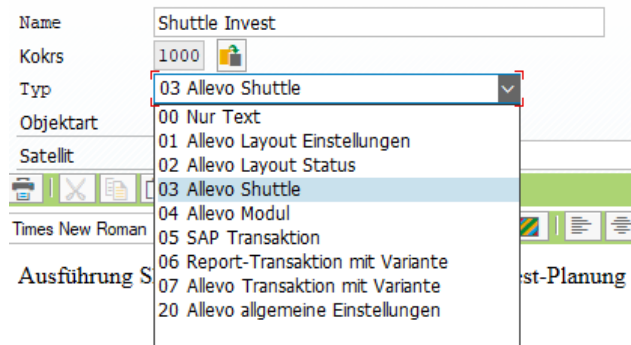 Name Shuttle Invest
Kokrs 1000
Typ 03 Allevo Shuttle
Objektart 00 Nur Text
01 Allevo Layout Einstellungen
Satellit 02 Allevo Layout Status
03 Allevo Shuttle
04 Allevo Modul
Times New Roman 05 SAP Transaktion
06 Report-Transaktion mit Variante
Ausführung S 07 Allevo Transaktion mit Variante est-Planung
20 Allevo allgemeine Einstellungen